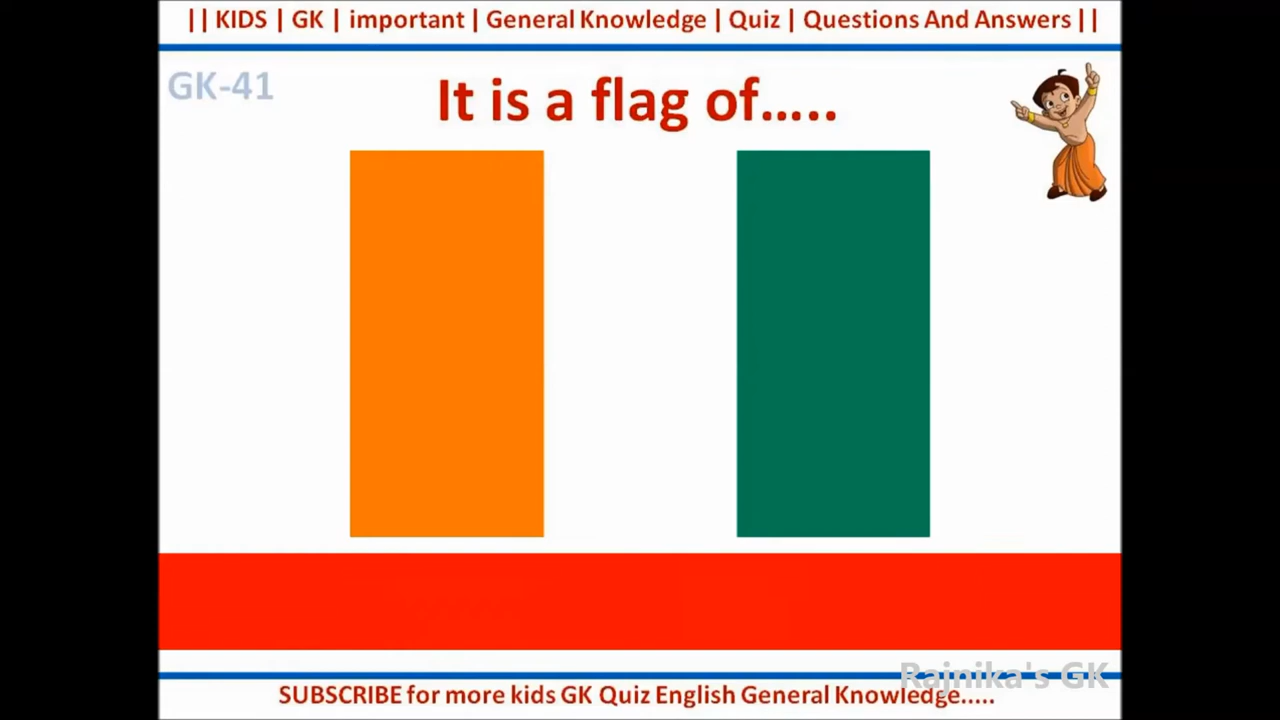 || KIDS | GK | important | General Knowledge | Quiz | Questions And Answers ||
GK-41
It is a flag of.....
Rajnika's GK
SUBSCRIBE for more kids GK Quiz English General Knowledge.....